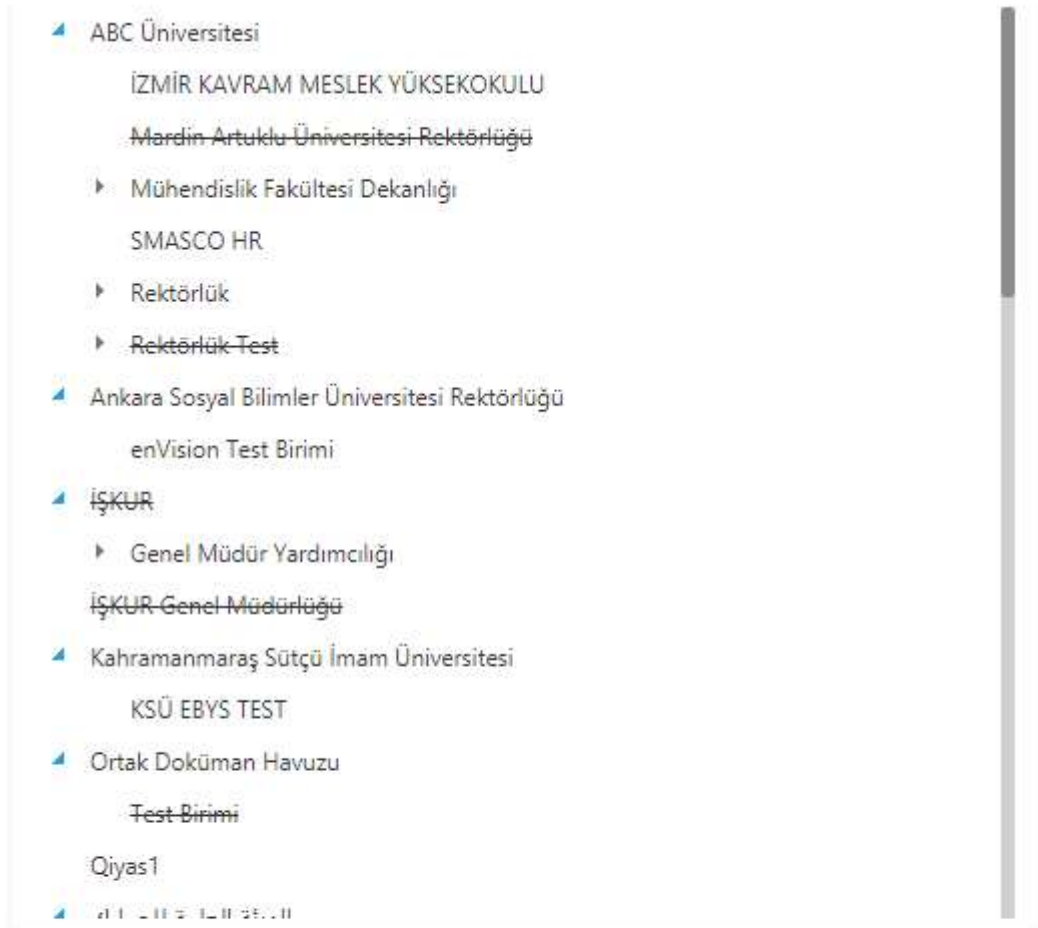 ABC Üniversitesi
İZMİR KAVRAM MESLEK YÜKSEKOKULU
Mardin Artuklu Üniversitesi Rektörlüğü
Mühendislik Fakültesi Dekanlığı
SMASCO HR
Rektörlük
Rektörlük Test
Ankara Sosyal Bilimler Üniversitesi Rektörlüğü
enVision Test Birimi
İŞKUR
Genel Müdür Yardımcılığı
İŞKUR Genel Müdürlüğü
Kahramanmaraş Sütçü İmam Üniversitesi
KSÜ EBYS TEST
Ortak Doküman Havuzu
Test Birimi
Qiyas1